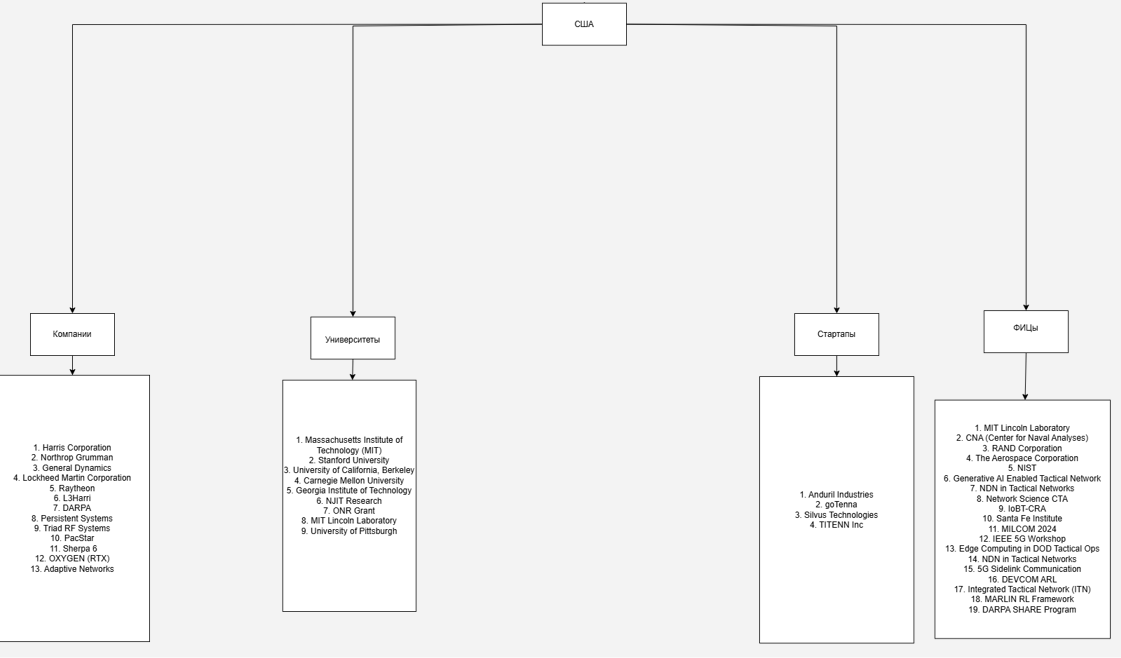 США
Компании
Университеты
Стартапы
ФИЦы
1. Harris Corporation
2. Northrop Grumman
3. General Dynamics
4. Lockheed Martin Corporation
5. Raytheon
6. L3Harri
7. DARPA
8. Persistent Systems
9. Triad RF Systems
10. PacStar
11. Sherpa 6
12. OXYGEN (RTX)
13. Adaptive Networks
1. Massachusetts Institute of
Technology (MIT)
2. Stanford University
3. University of California, Berkeley
4. Carnegie Mellon University
5. Georgia Institute of Technology
6. NJIT Research
7. ONR Grant
8. MIT Lincoln Laboratory
9. University of Pittsburgh
1. Anduril Industries
2. goTenna
3. Silvus Technologies
4. TITENN Inc
1. MIT Lincoln Laboratory
2. CNA (Center for Naval Analyses)
3. RAND Corporation
4. The Aerospace Corporation
5. NIST
6. Generative AI Enabled Tactical Network
7. NDN in Tactical Networks
8. Network Science CTA
9. IoBT-CRA
10. Santa Fe Institute
11. MILCOM 2024
12. IEEE 5G Workshop
13. Edge Computing in DOD Tactical Ops
14. NDN in Tactical Networks
15. 5G Sidelink Communication
16. DEVCOM ARL
17. Integrated Tactical Network (ITN)
18. MARLIN RL Framework
19. DARPA SHARE Program